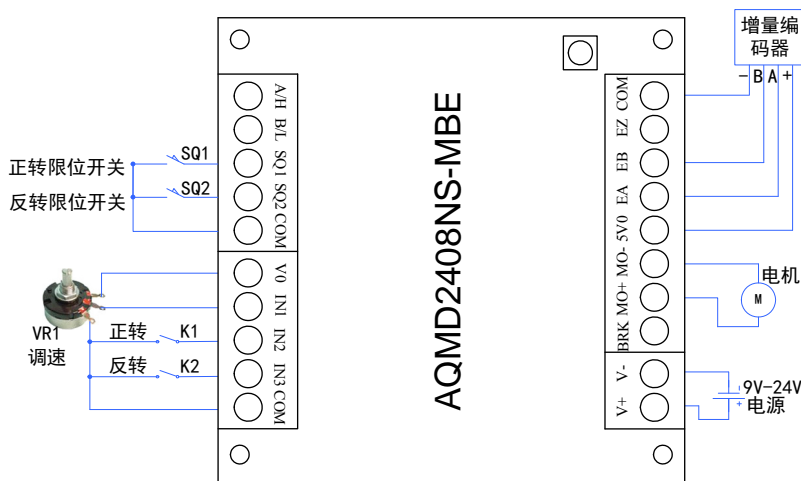 增量编
码器
- B A +
A/H
B/L
SQ1
SQ2
COM
正转限位开关
SQ1
反转限位开关
SQ2
V0
IN1
IN2
IN3
COM
VR1
调速
正转
K1
反转
K2
AQMD2408NS-MBE
COM
EZ
EB
EA
5V0
MO-
MO+
BRK
V-
V+
电机
M
9V-24V
+
电源